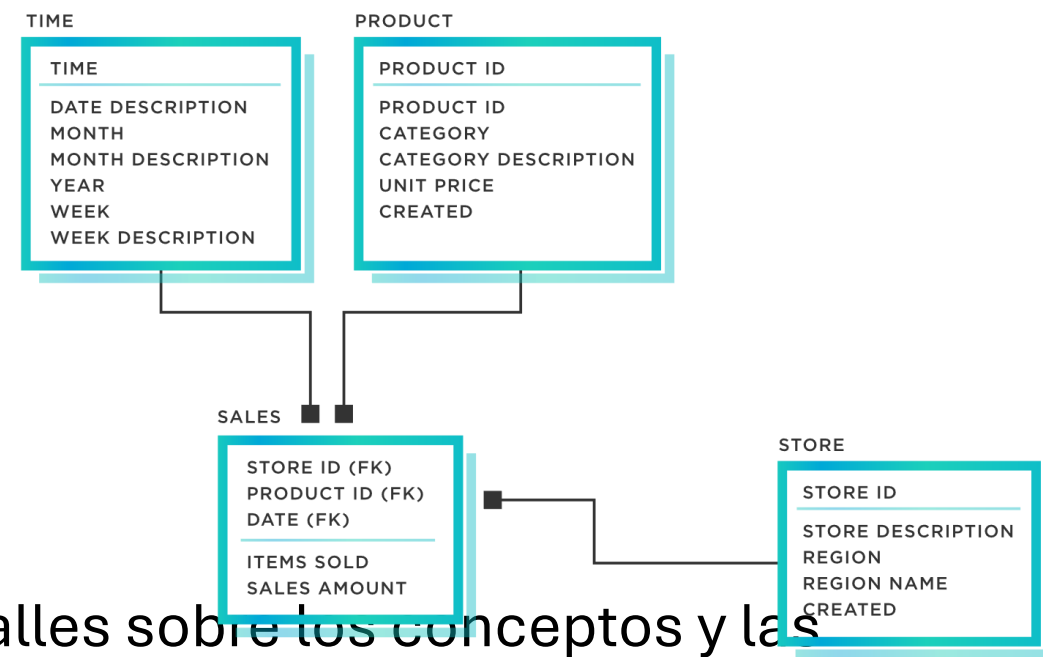 TIME
TIME
DATE DESCRIPTION
MONTH
MONTH DESCRIPTION
YEAR
WEEK
WEEK DESCRIPTION
PRODUCT
PRODUCT ID
PRODUCT ID
CATEGORY
CATEGORY DESCRIPTION
UNIT PRICE
CREATED
SALES
STORE ID (FK)
PRODUCT ID (FK)
DATE (FK)
ITEMS SOLD
SALES AMOUNT
STORE
STORE ID
STORE DESCRIPTION
REGION
REGION NAME
CREATED
alles sobre los conceptos y las